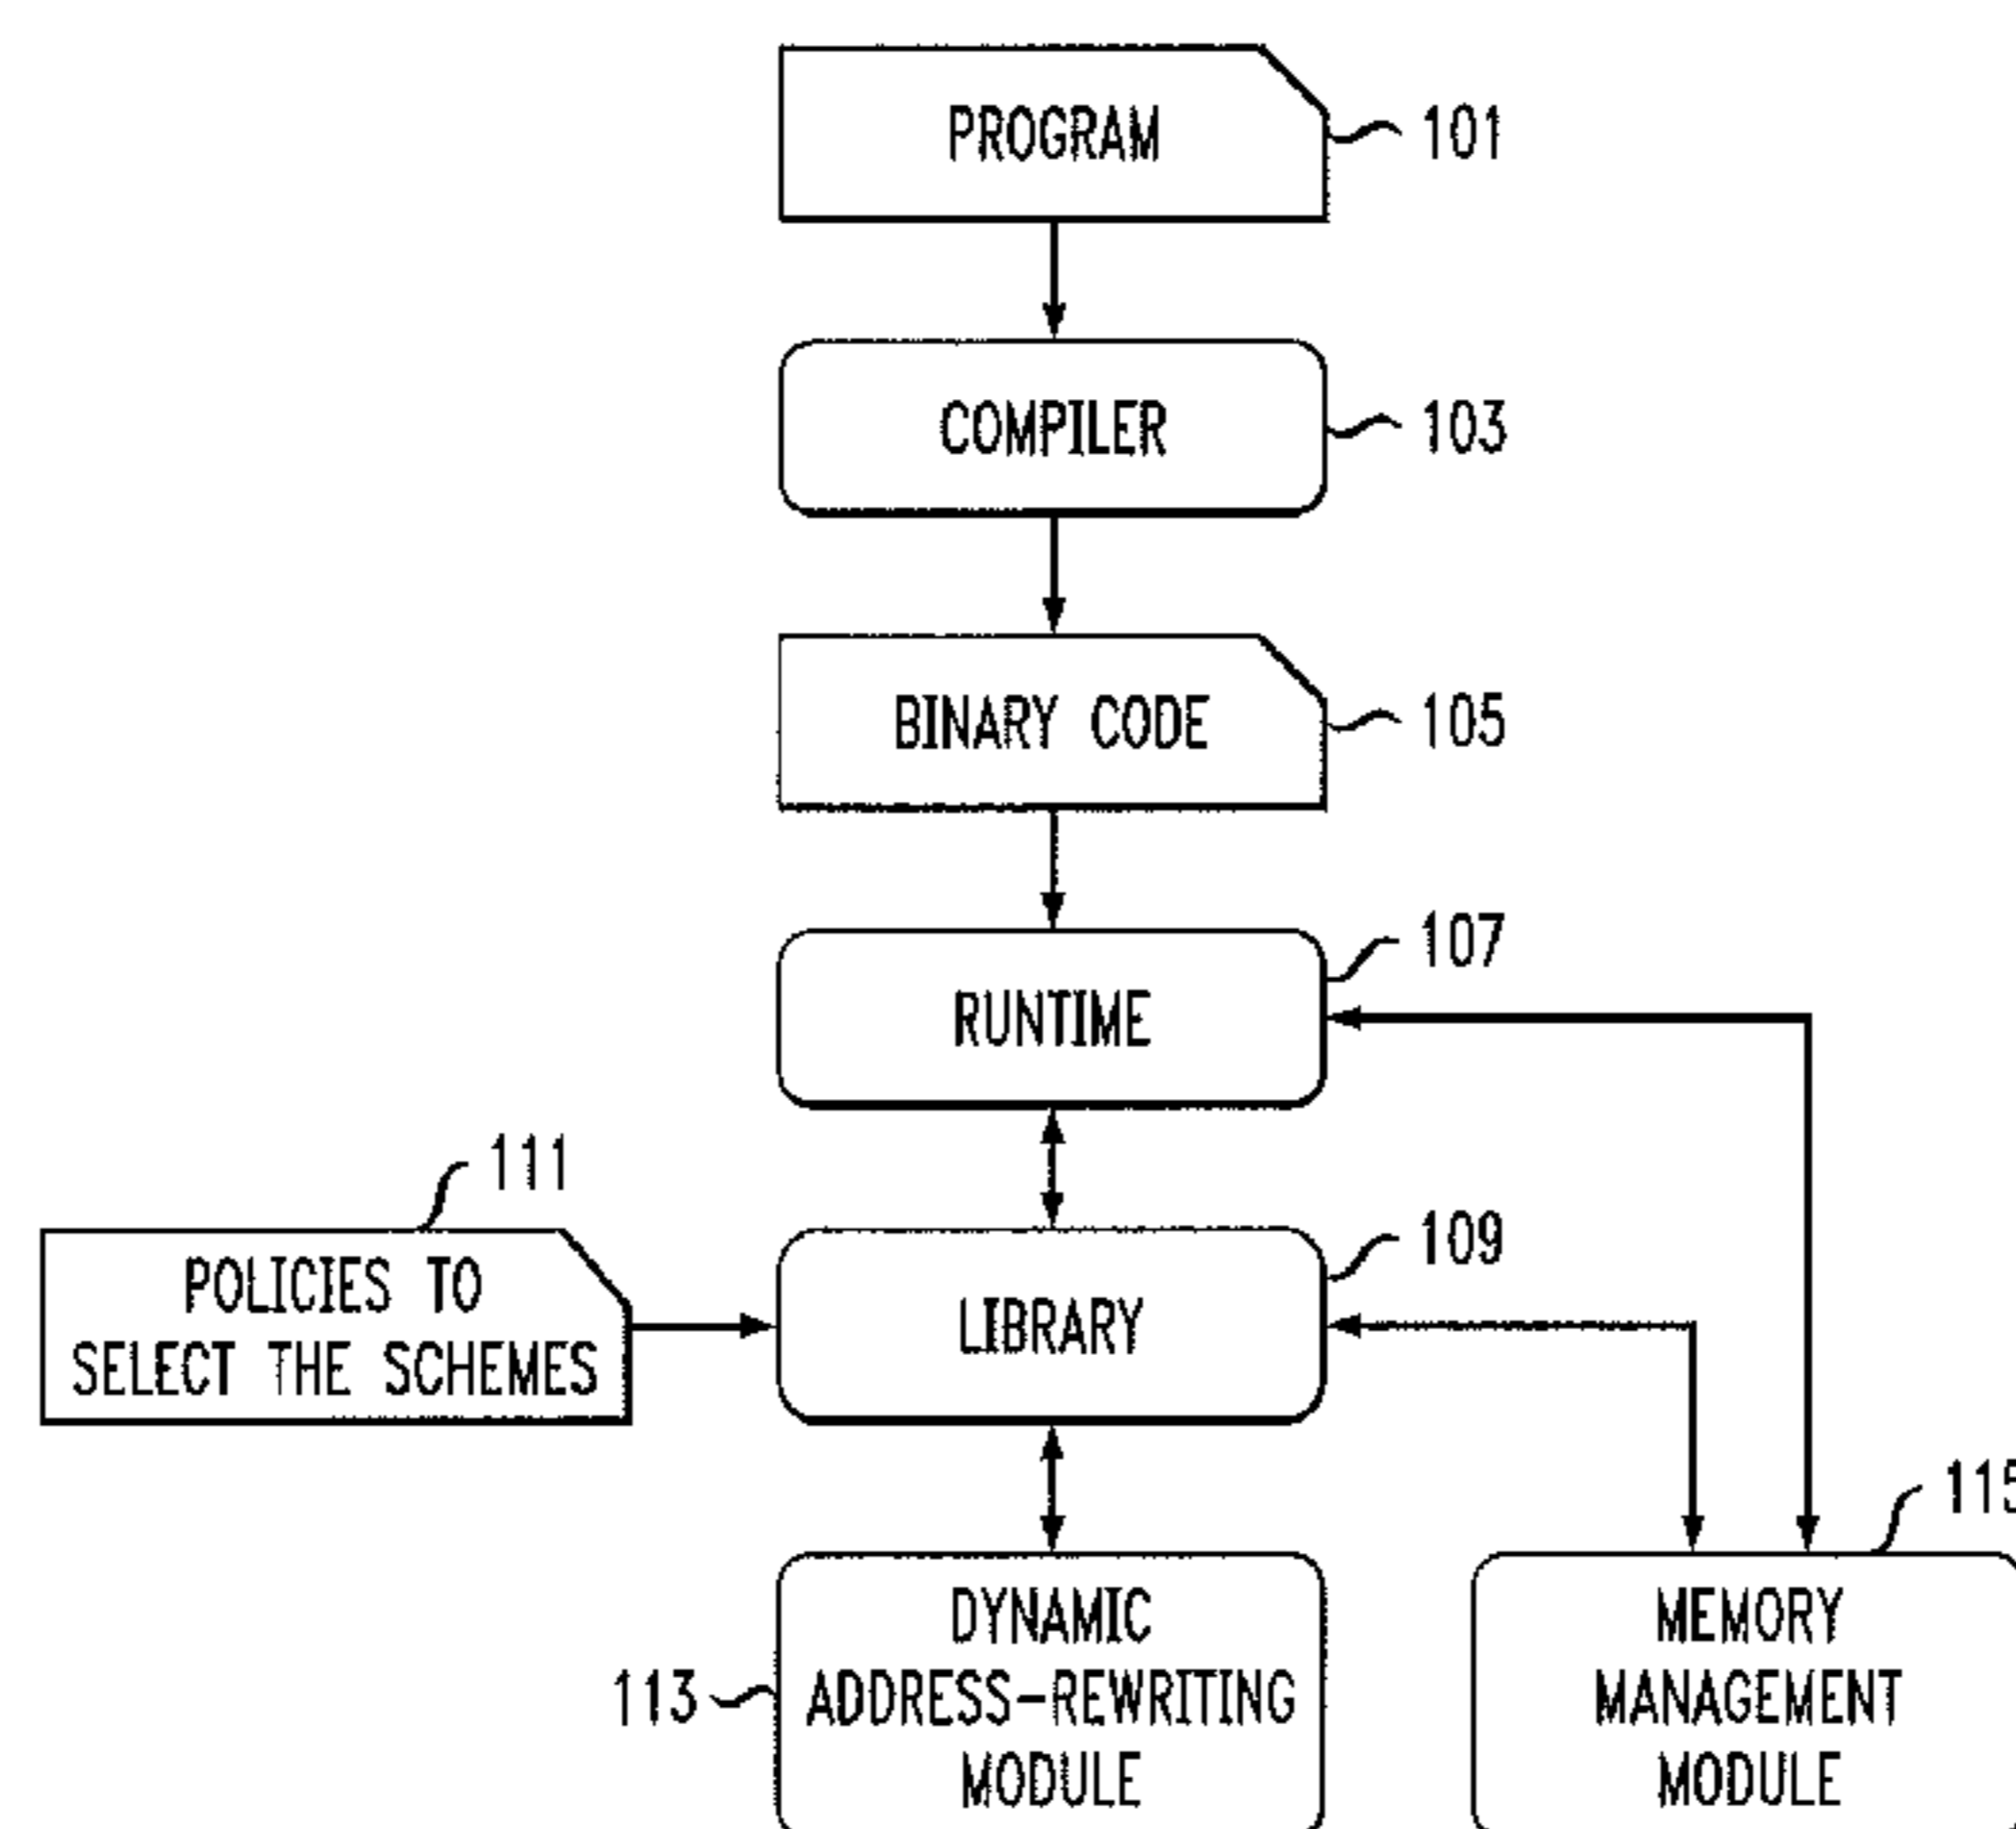 PROGRAM
101
COMPILER
103
BINARY CODE
105
107
RUNTIME
111
109
POLICIES TO
SELECT THE SCHEMES
LIBRARY
115
DYNAMIC
ADDRESS-REWRITING
MODULE
113
MEMORY
MANAGEMENT
MODULE